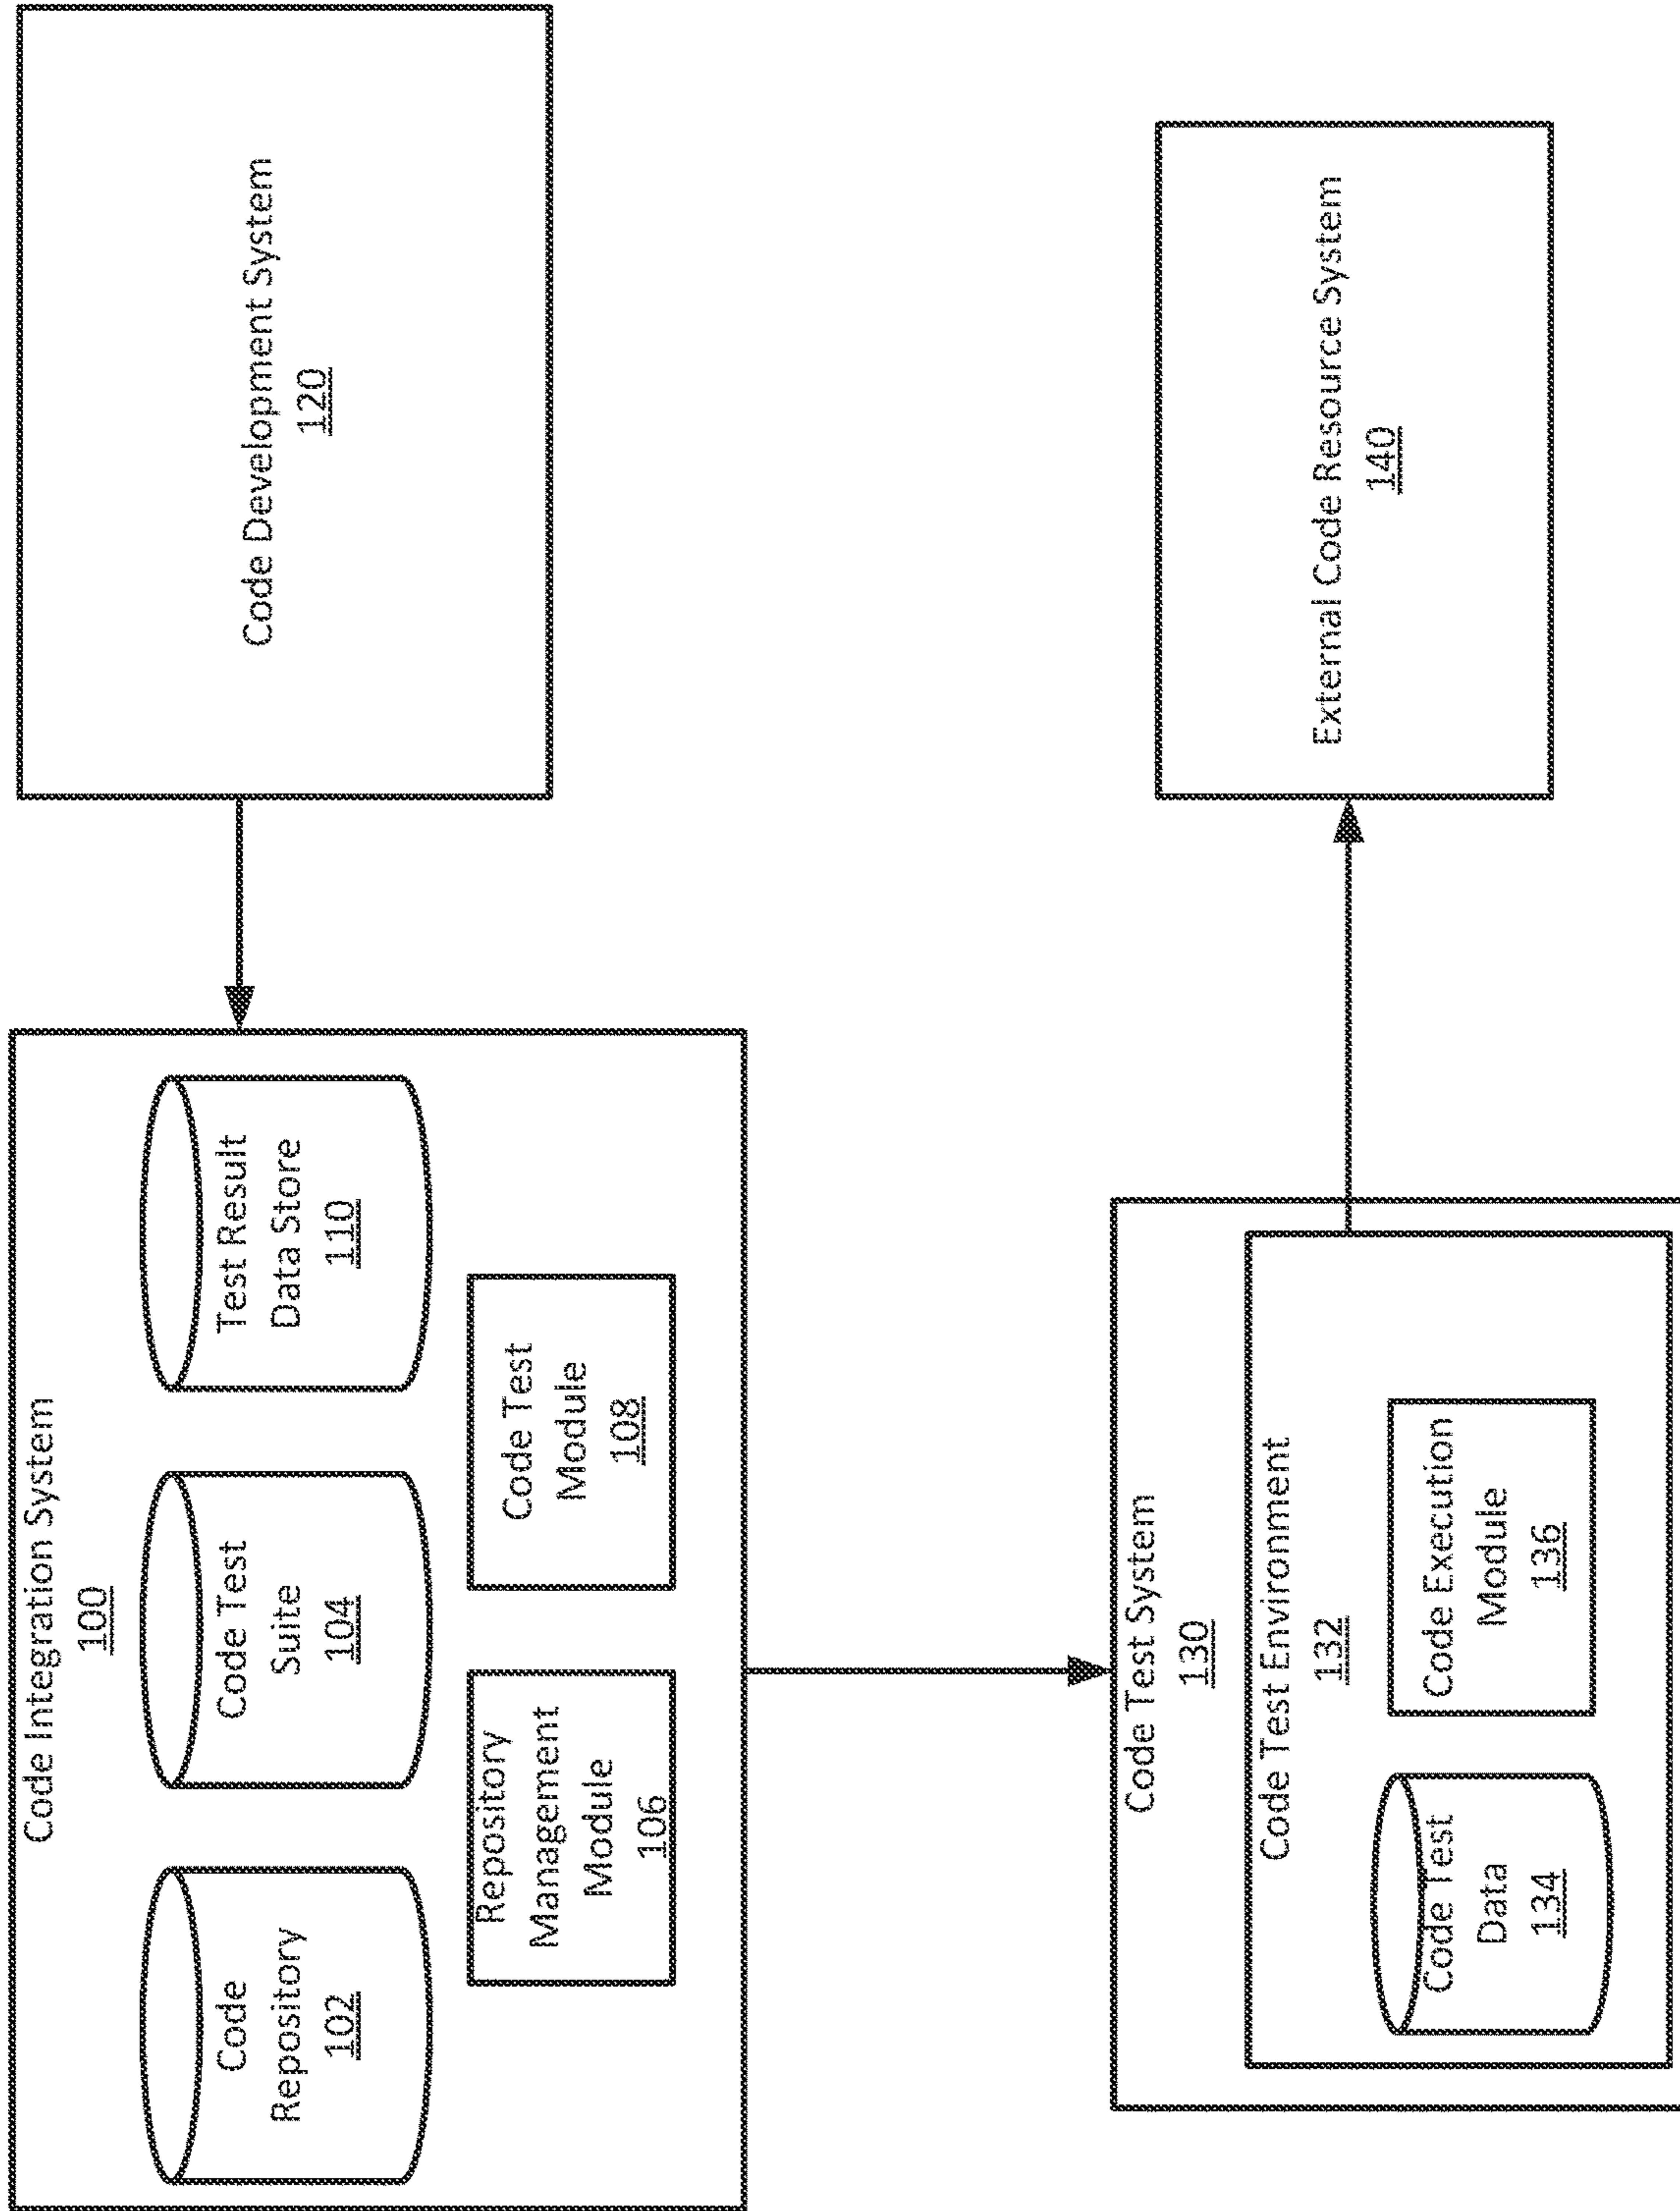 Code Integration System
100
Code
Repository
102
Code Test
Suite
104
Test Result
Data Store
110
Repository
Management
Module
106
Code Test
Module
108
Code Development System
120
Code Test System
130
Code Test Environment
132
Code Test
Data
134
Code Execution
Module
136
External Code Resource System
140